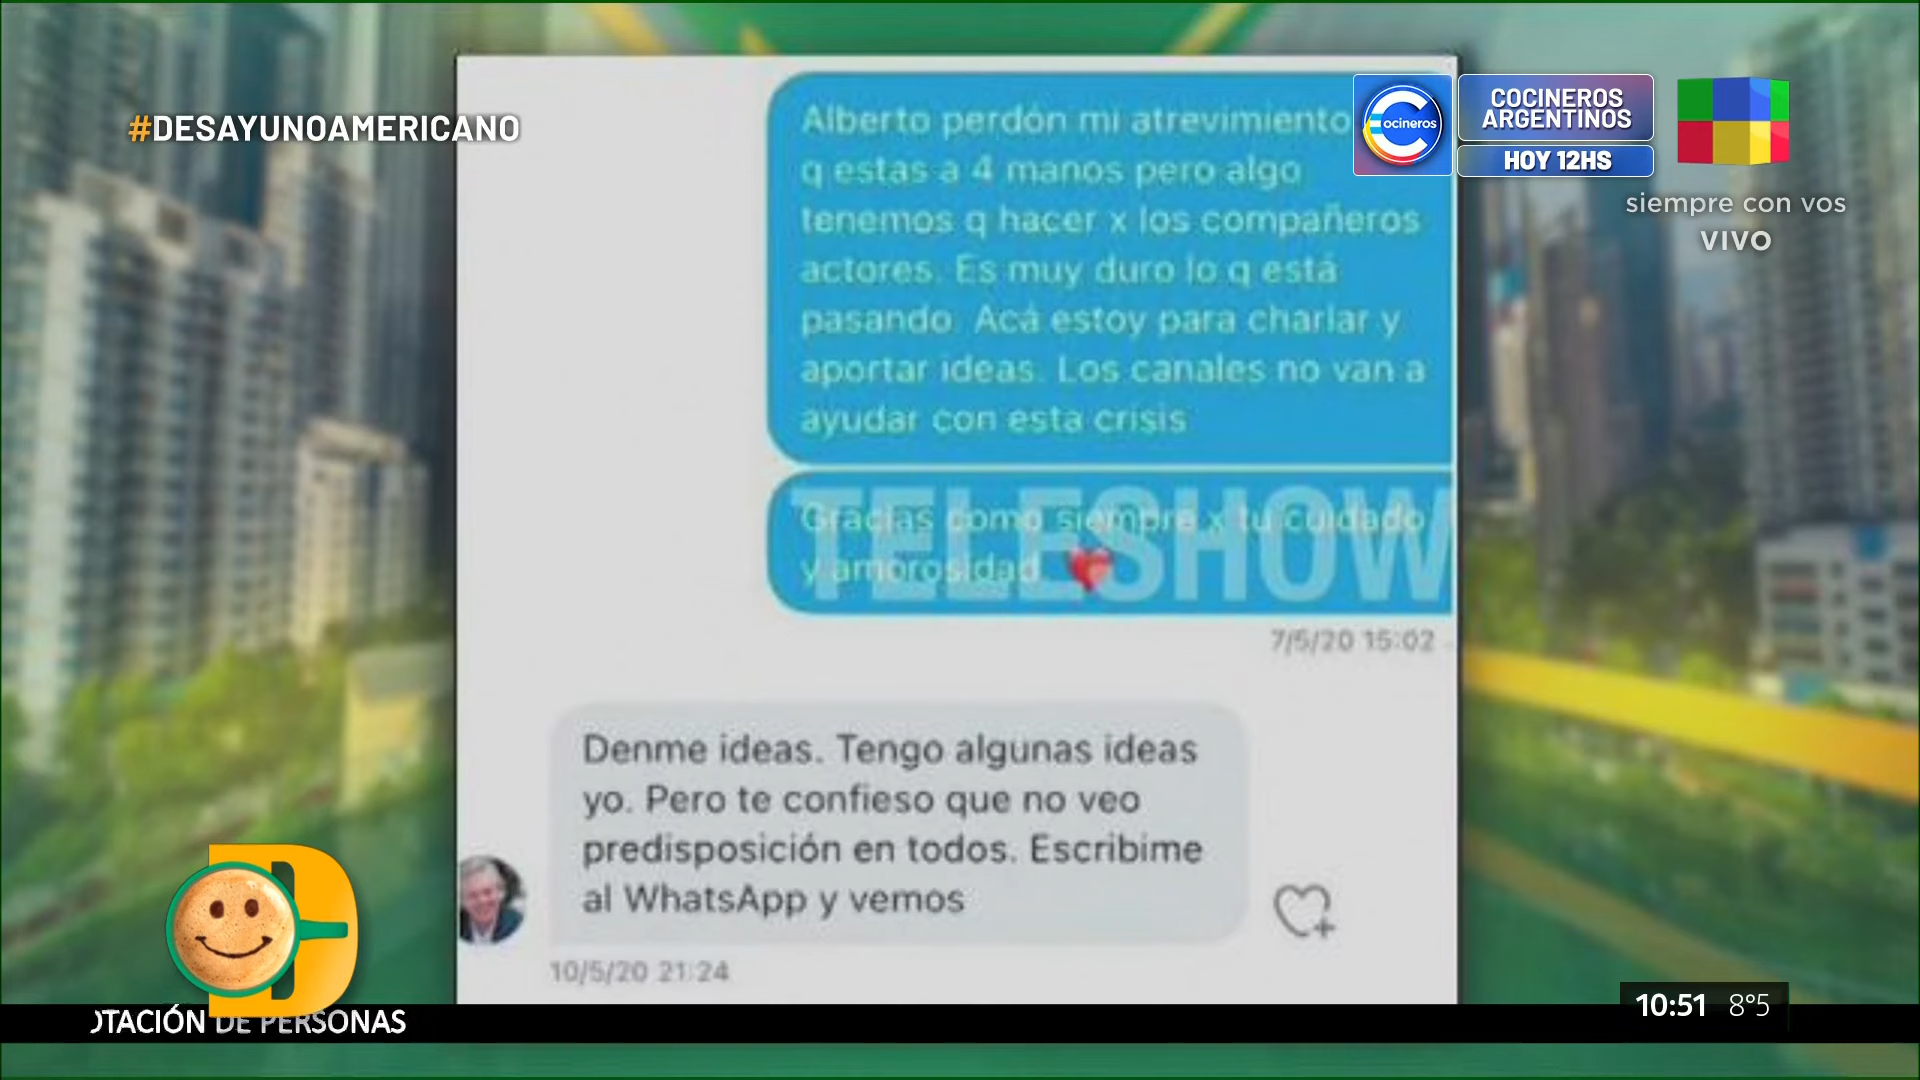 #DESAYUNOAMERICANO
Alberto perdón mi atrevimiento
q estas a 4 manos pero algo
tenemos q hacer x los compañeros
actores. Es muy duro lo q está
pasando. Acá estoy para charlar y
aportar ideas. Los canales no van a
ayudar con esta crisis
Gracias como siempre x tu cuidado
y amorosidad
TELESHOW
7/5/20 15:02
Denme ideas. Tengo algunas ideas
yo. Pero te confieso que no veo
predisposición en todos. Escribime
al WhatsApp y vemos
10/5/20 21:24
Cocineros
COCINEROS
ARGENTINOS
HOY 12HS
siempre con vos
VIVO
D
OTACIÓN DE PERSONAS
10:51 8°5